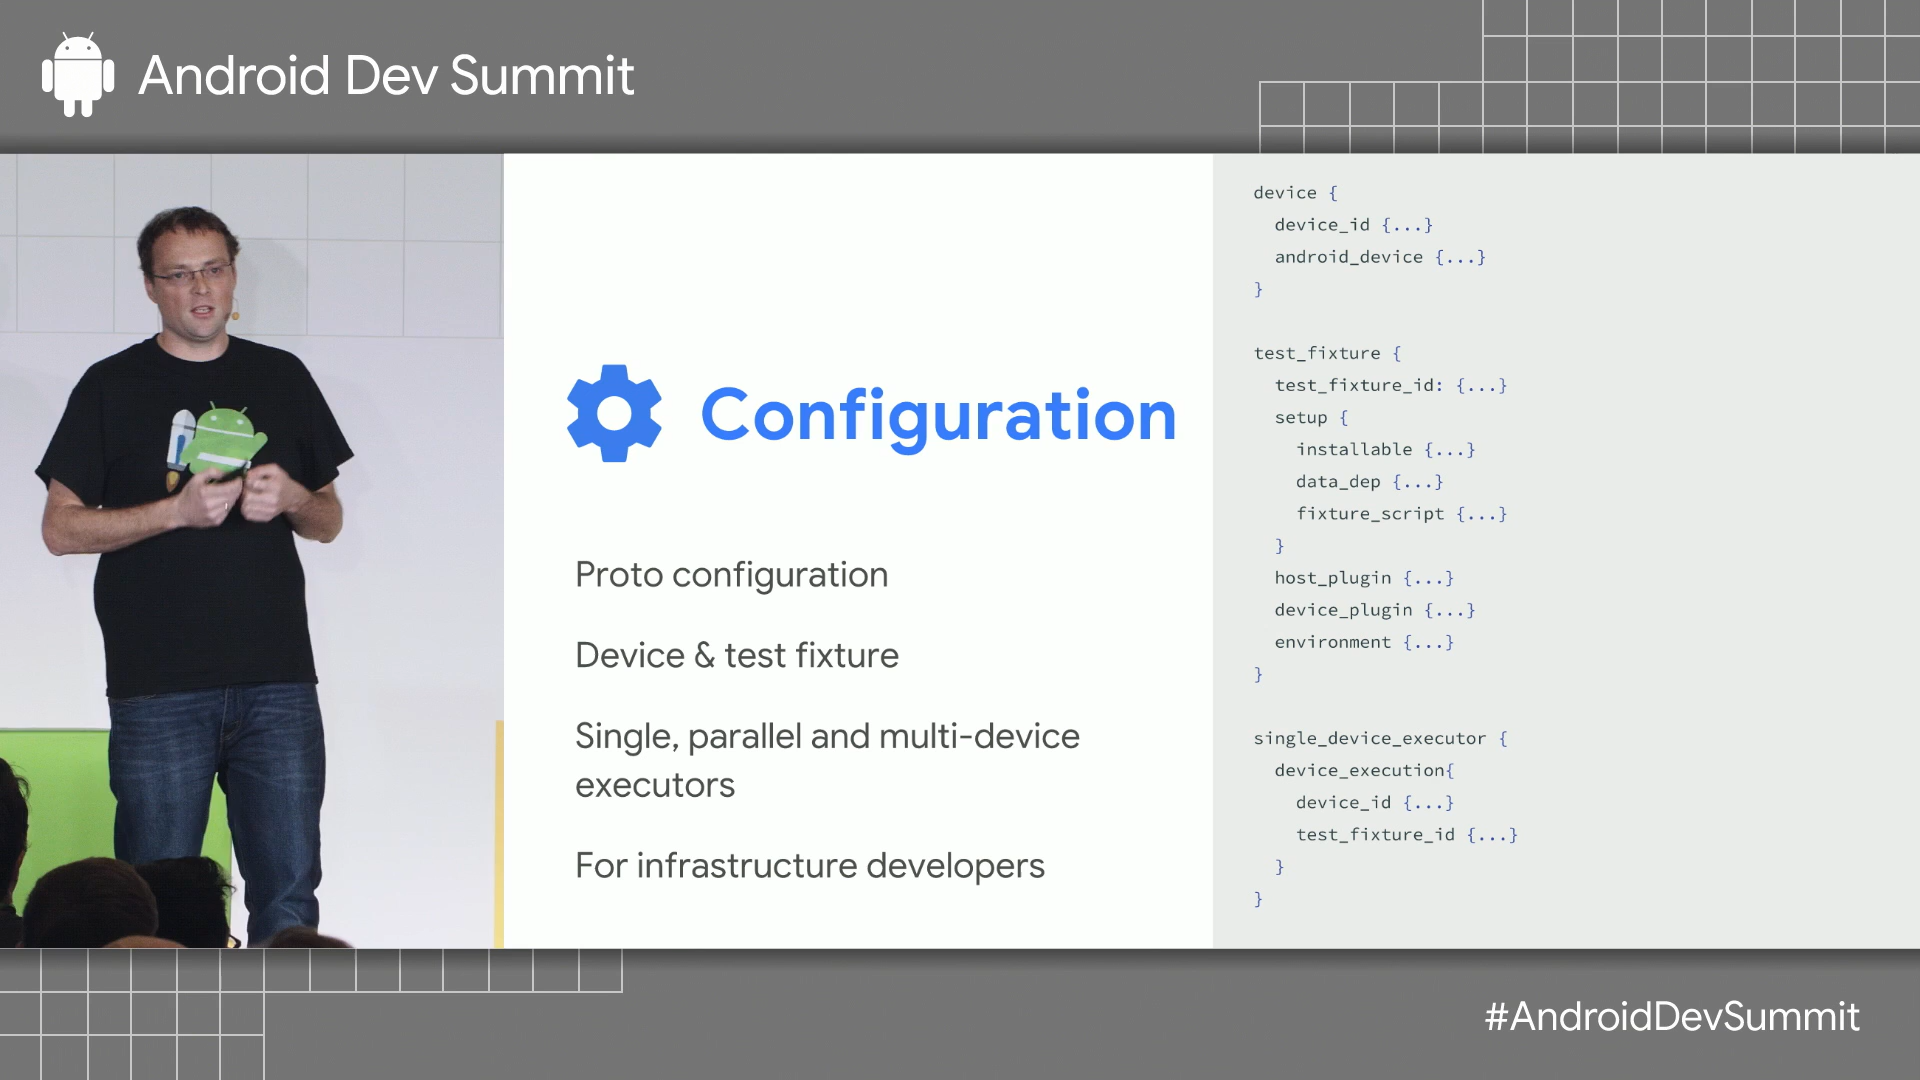 Android Dev Summit
Configuration
Proto configuration
Device & test fixture
Single, parallel and multi-device
executors
For infrastructure developers
device {
  device_id {...}
  android_device {...}
}
test_fixture {
  test_fixture_id: {...}
  setup {
    installable {...}
    data_dep {...}
    fixture_script {...}
  }
  host_plugin {...}
  device_plugin {...}
  environment {...}
}
single_device_executor {
  device_execution{
    device_id {...}
    test_fixture_id {...}
  }
}
#AndroidDevSummit